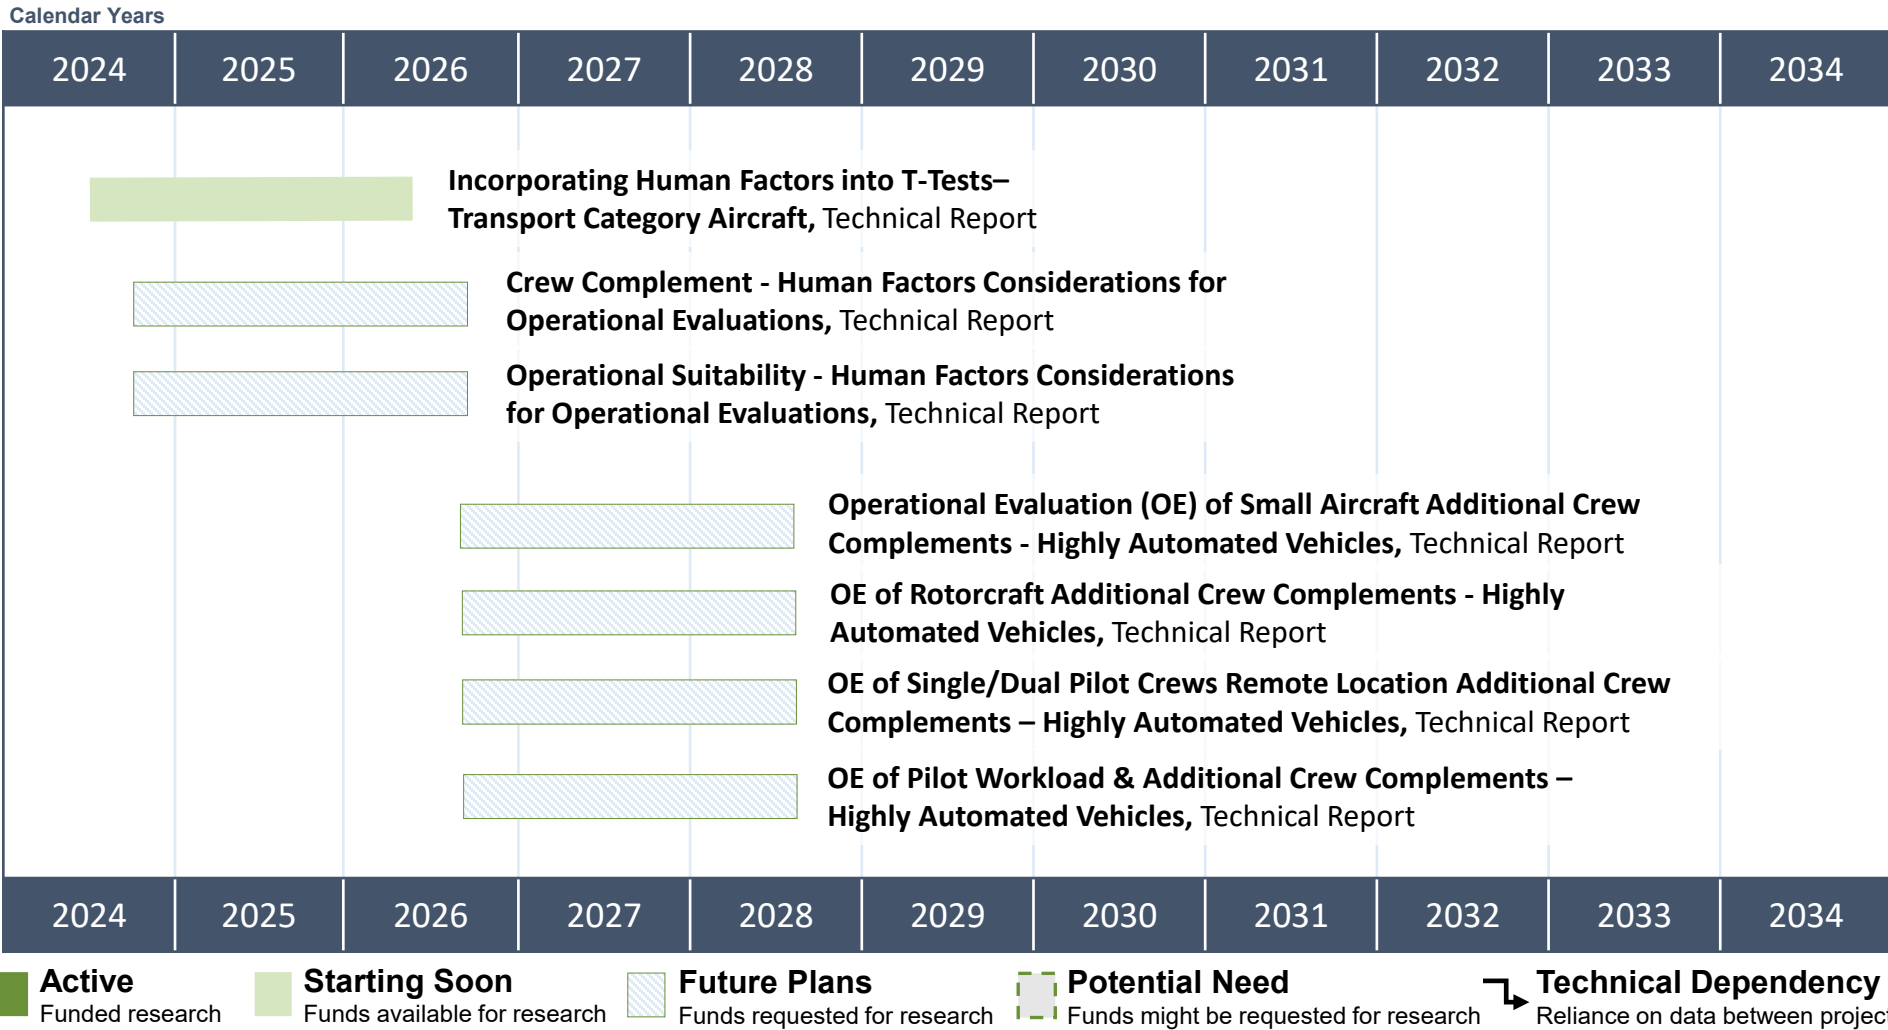 Calendar Years
2024 2025 2026 2027 2028 2029 2030 2031 2032 2033 2034
Incorporating Human Factors into T-Tests–
Transport Category Aircraft, Technical Report
Crew Complement - Human Factors Considerations for
Operational Evaluations, Technical Report
Operational Suitability - Human Factors Considerations
for Operational Evaluations, Technical Report
Operational Evaluation (OE) of Small Aircraft Additional Crew
Complements - Highly Automated Vehicles, Technical Report
OE of Rotorcraft Additional Crew Complements - Highly
Automated Vehicles, Technical Report
OE of Single/Dual Pilot Crews Remote Location Additional Crew
Complements – Highly Automated Vehicles, Technical Report
OE of Pilot Workload & Additional Crew Complements –
Highly Automated Vehicles, Technical Report
2024 2025 2026 2027 2028 2029 2030 2031 2032 2033 2034
Active
Funded research
Starting Soon
Funds available for research
Future Plans
Funds requested for research
Potential Need
Funds might be requested for research
Technical Dependency
Reliance on data between project